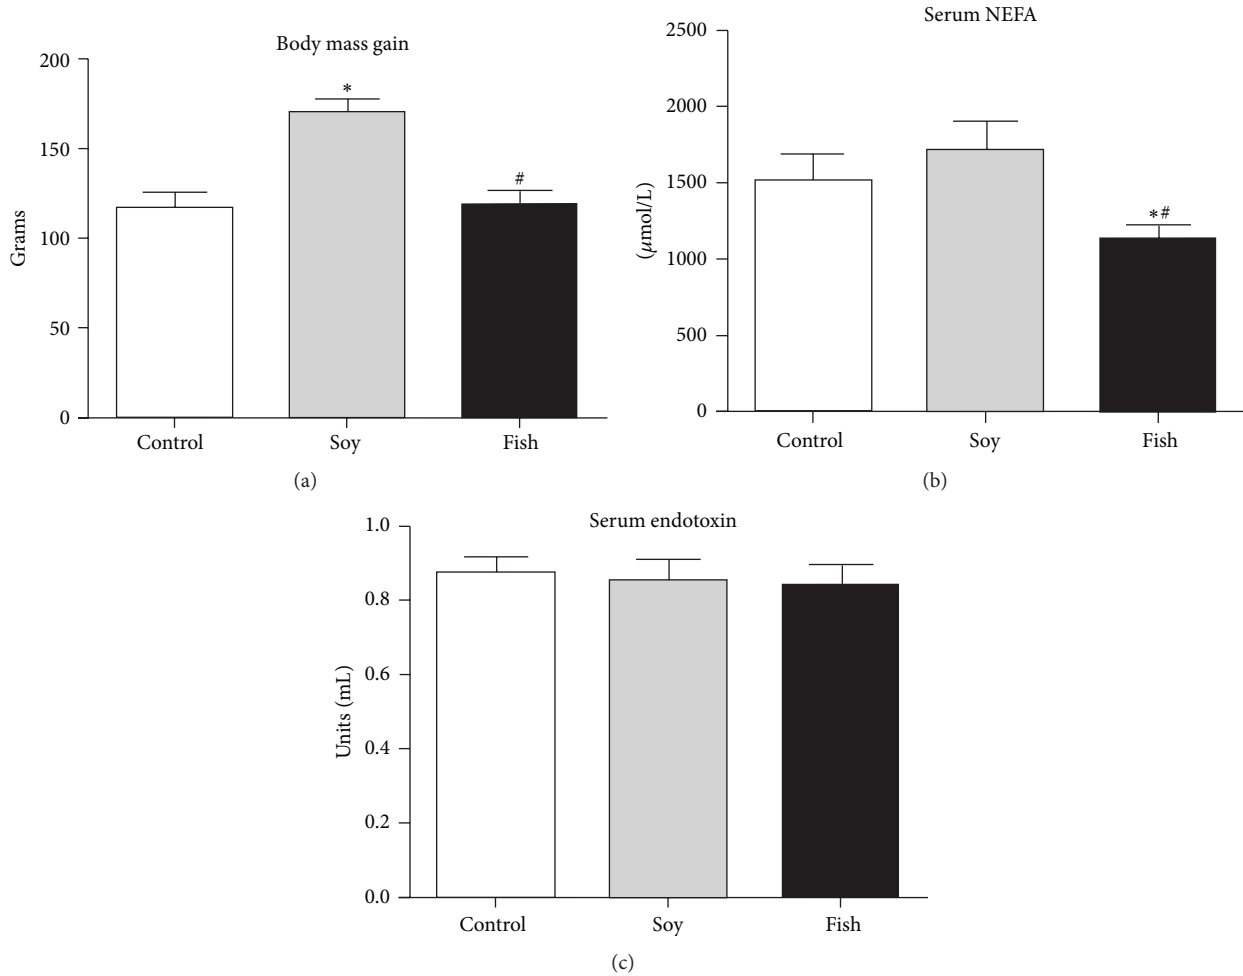 Body mass gain
200
150
100
50
0
Grams
*
#
Control Soy Fish
(a)
Serum NEFA
2500
2000
1500
1000
500
0
(μmol/L)
*#
Control Soy Fish
(b)
Serum endotoxin
1.0
0.8
0.6
0.4
0.2
0.0
Units (mL)
Control Soy Fish
(c)